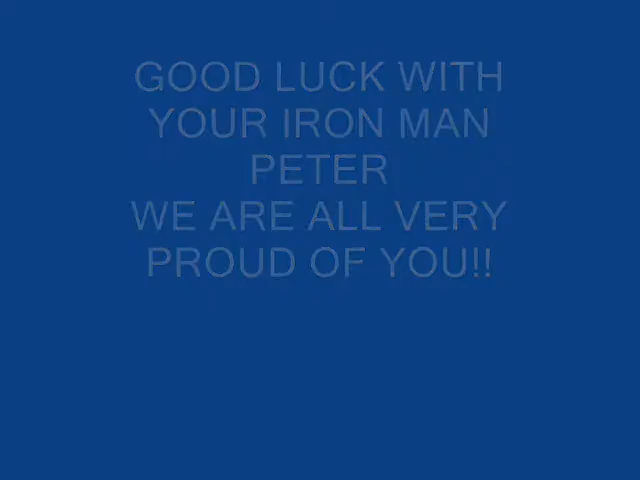 GOOD LUCK WITH
YOUR IRON MAN
PETER
WE ARE ALL VERY
PROUD OF YOU!!